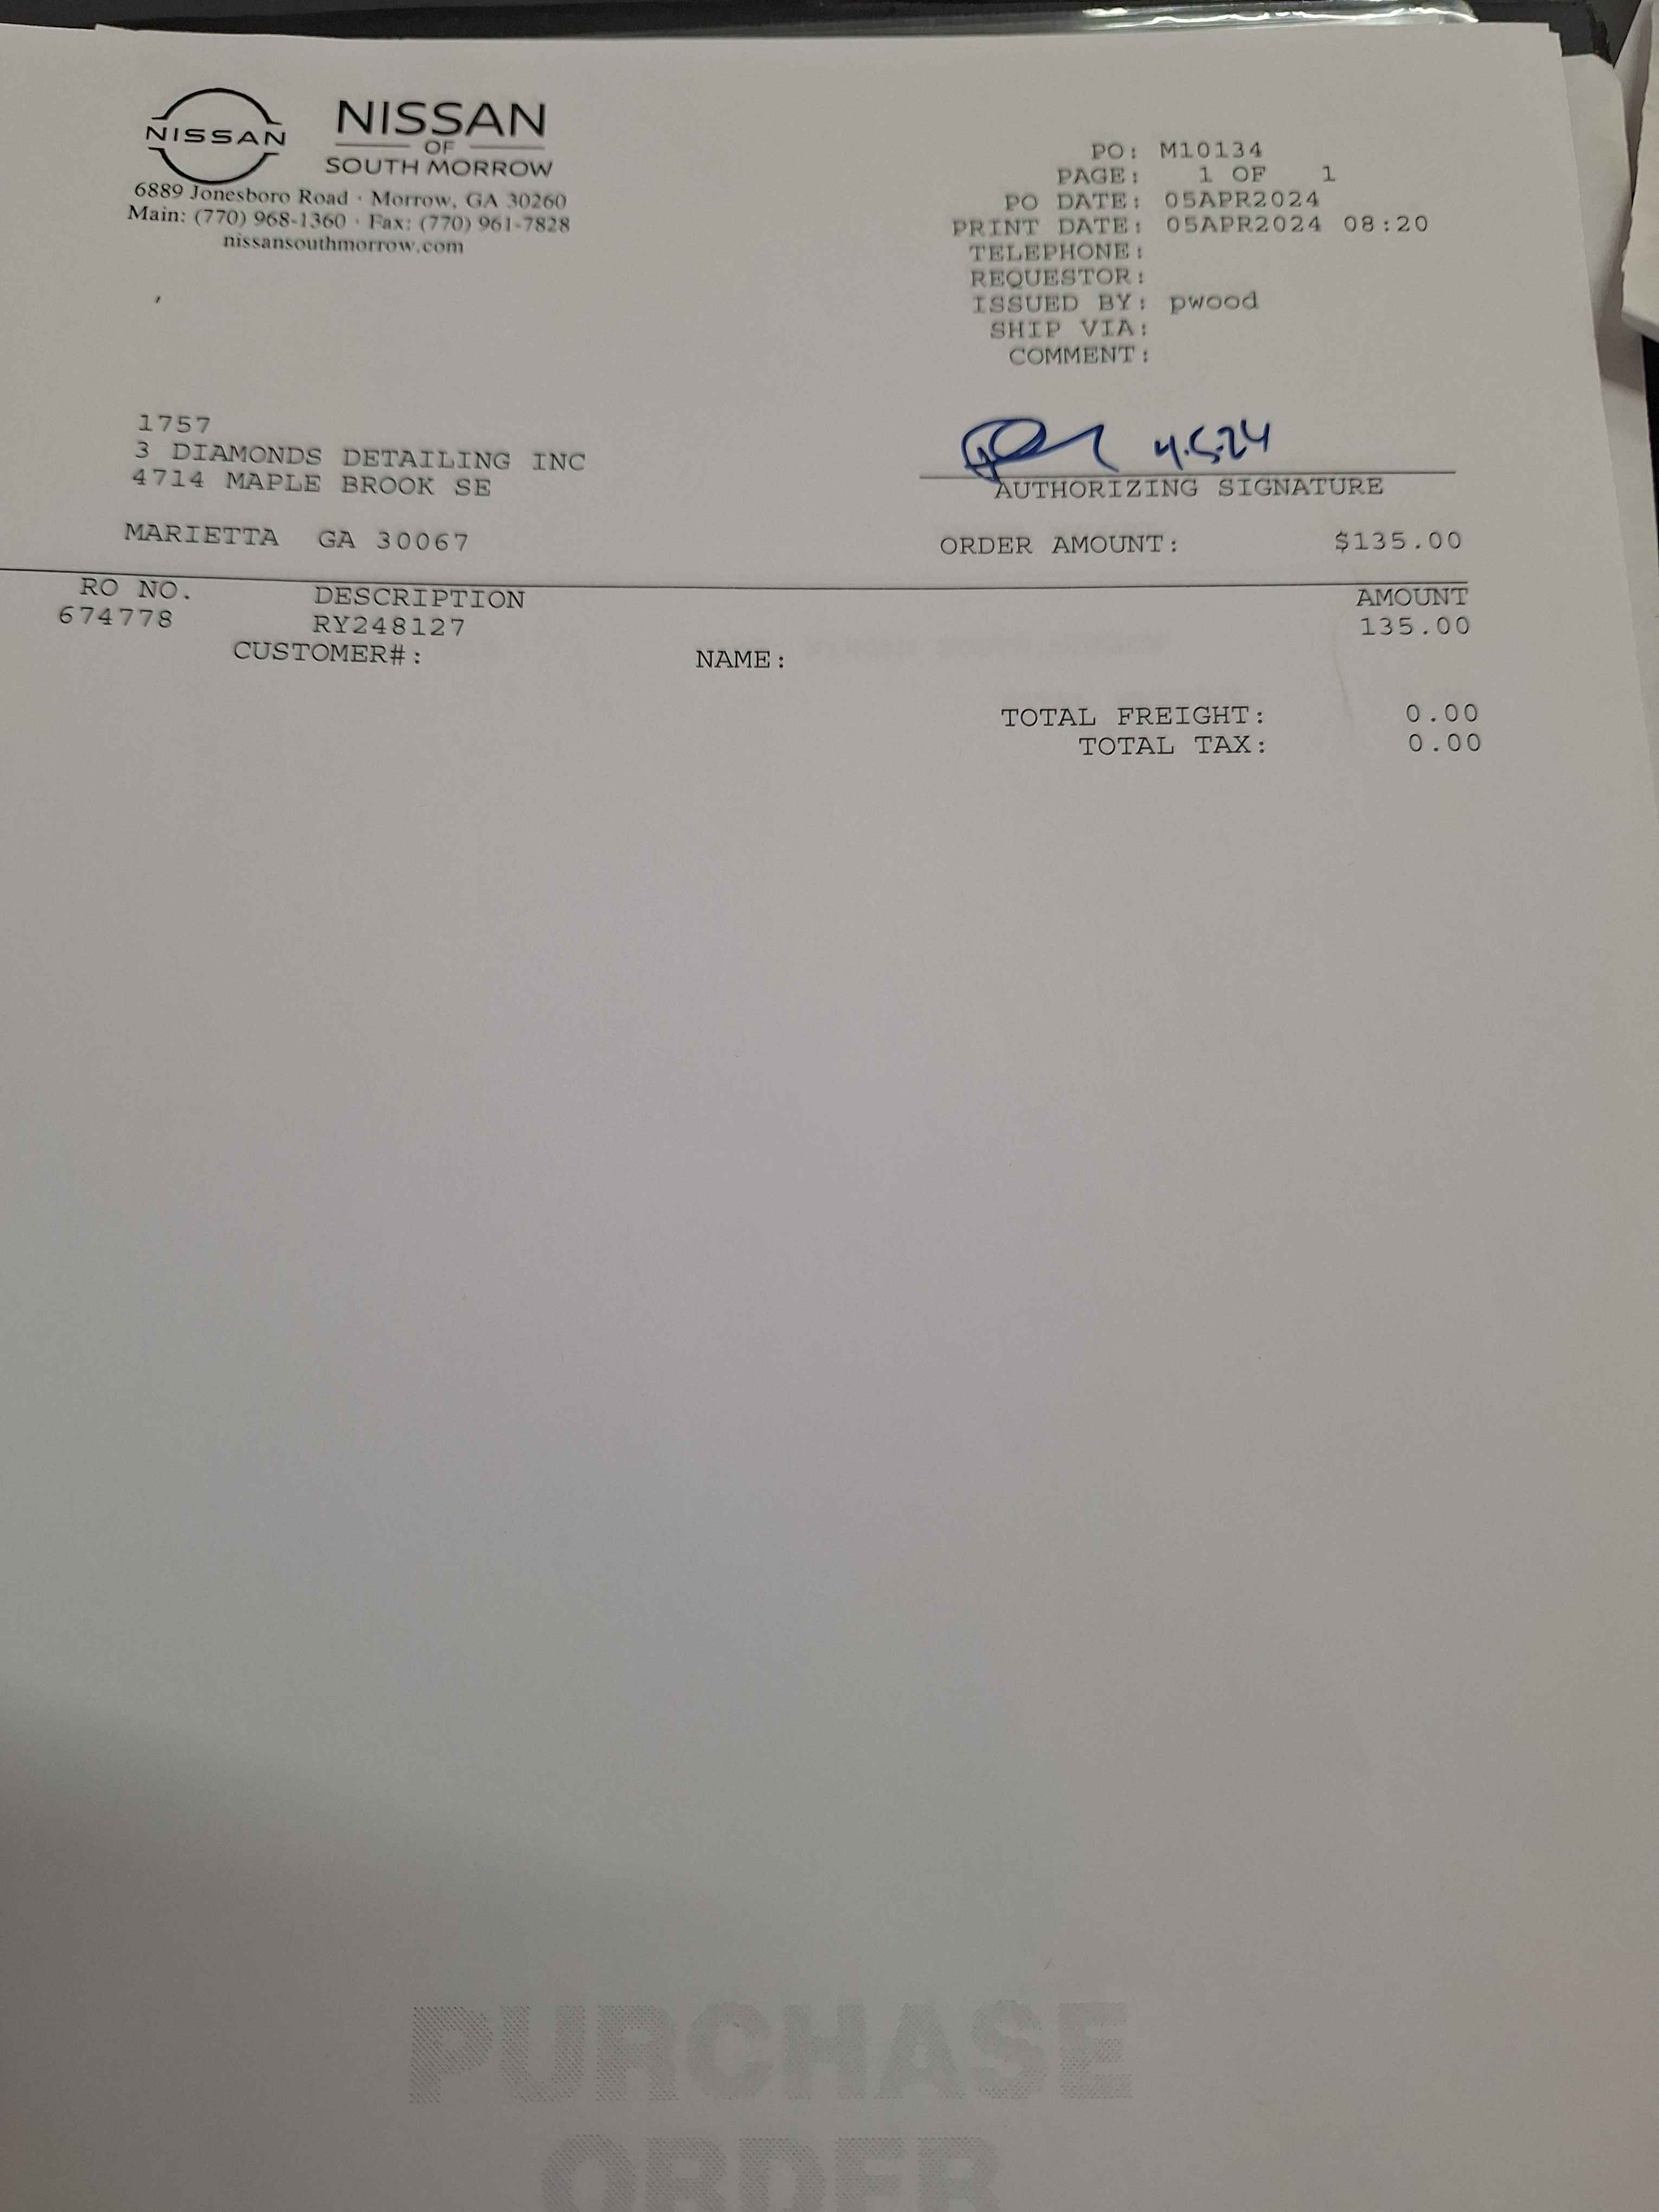 NISSAN
NISSAN
OF
SOUTH MORROW
6889 Jonesboro Road · Morrow, GA 30260
Main: (770) 968-1360 · Fax: (770) 961-7828
nissansouthmorrow.com
PO: M10134
PAGE: 1 OF 1
PO DATE: 05APR2024
PRINT DATE: 05APR2024 08:20
TELEPHONE:
REQUESTOR:
ISSUED BY: pwood
SHIP VIA:
COMMENT:
1757
3 DIAMONDS DETAILING INC
4714 MAPLE BROOK SE
MARIETTA GA 30067
4.5.24
AUTHORIZING SIGNATURE
ORDER AMOUNT: $135.00
RO NO. DESCRIPTION AMOUNT
674778 RY248127 135.00
CUSTOMER#: NAME:
TOTAL FREIGHT: 0.00
TOTAL TAX: 0.00
PURCHASE
ORDER